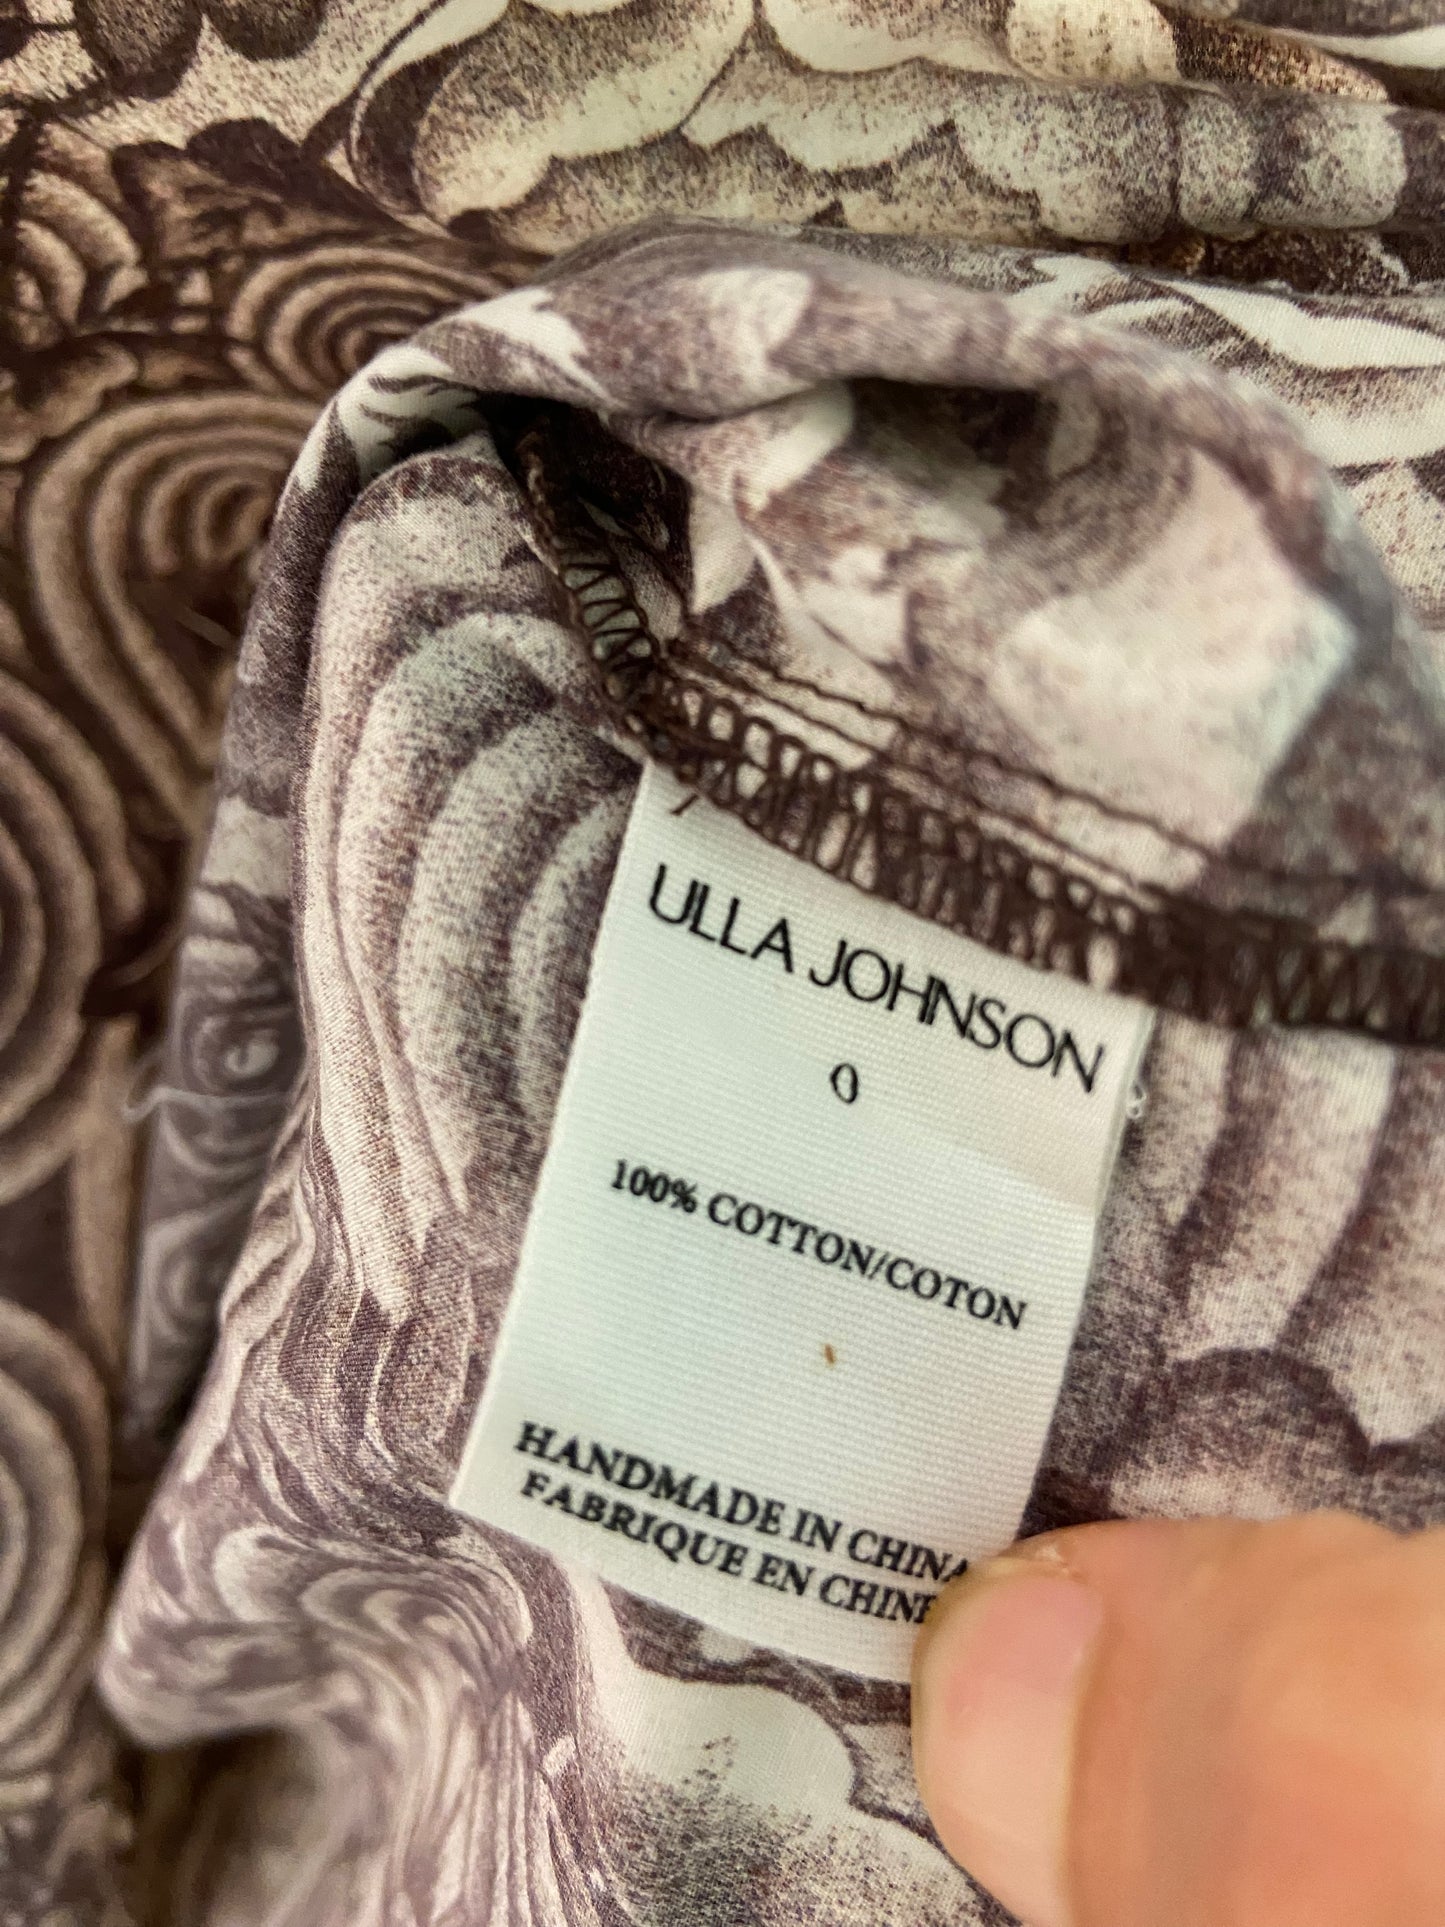 ULLA JOHNSON
0
100% COTTON/COTON
HANDMADE IN CHINA
FABRIQUE EN CHINE